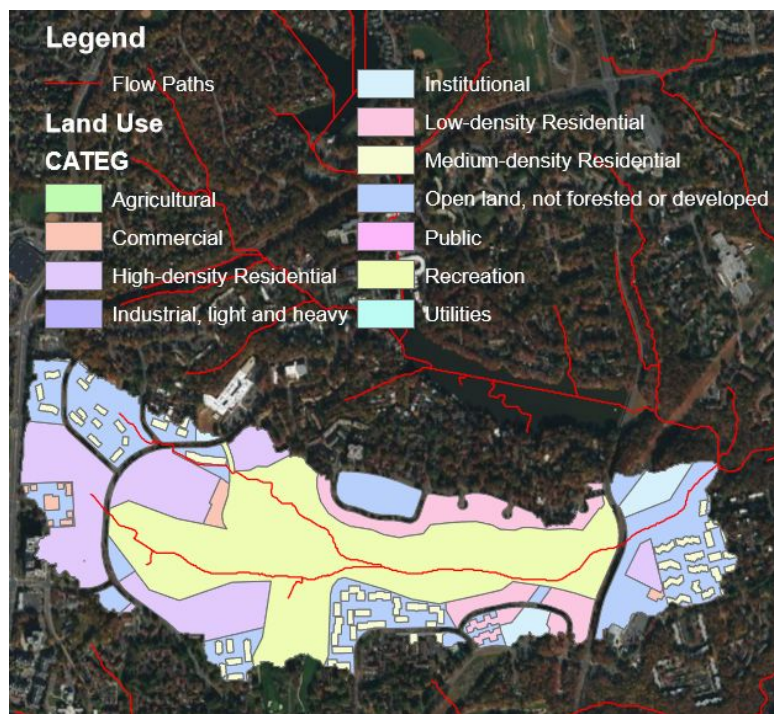 Legend
Flow Paths
Land Use
CATEG
Agricultural
Commercial
High-density Residential
Industrial, light and heavy
Institutional
Low-density Residential
Medium-density Residential
Open land, not forested or developed
Public
Recreation
Utilities